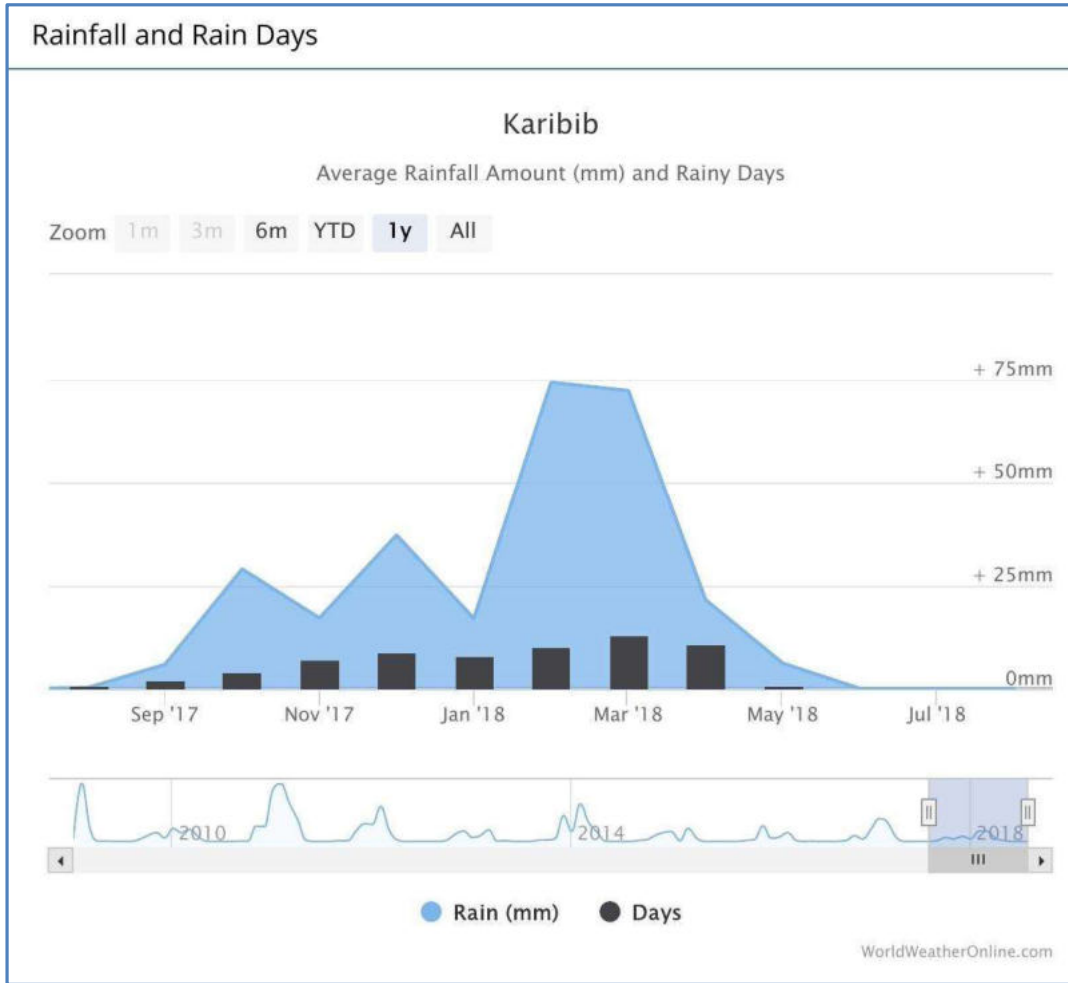 Rainfall and Rain Days
Karibib
Average Rainfall Amount (mm) and Rainy Days
Zoom 1m 3m 6m YTD 1y All
+ 75mm
+ 50mm
+ 25mm
0mm
Sep '17 Nov '17 Jan '18 Mar '18 May '18 Jul '18
2010 2014 2018
Rain (mm) Days
WorldWeatherOnline.com